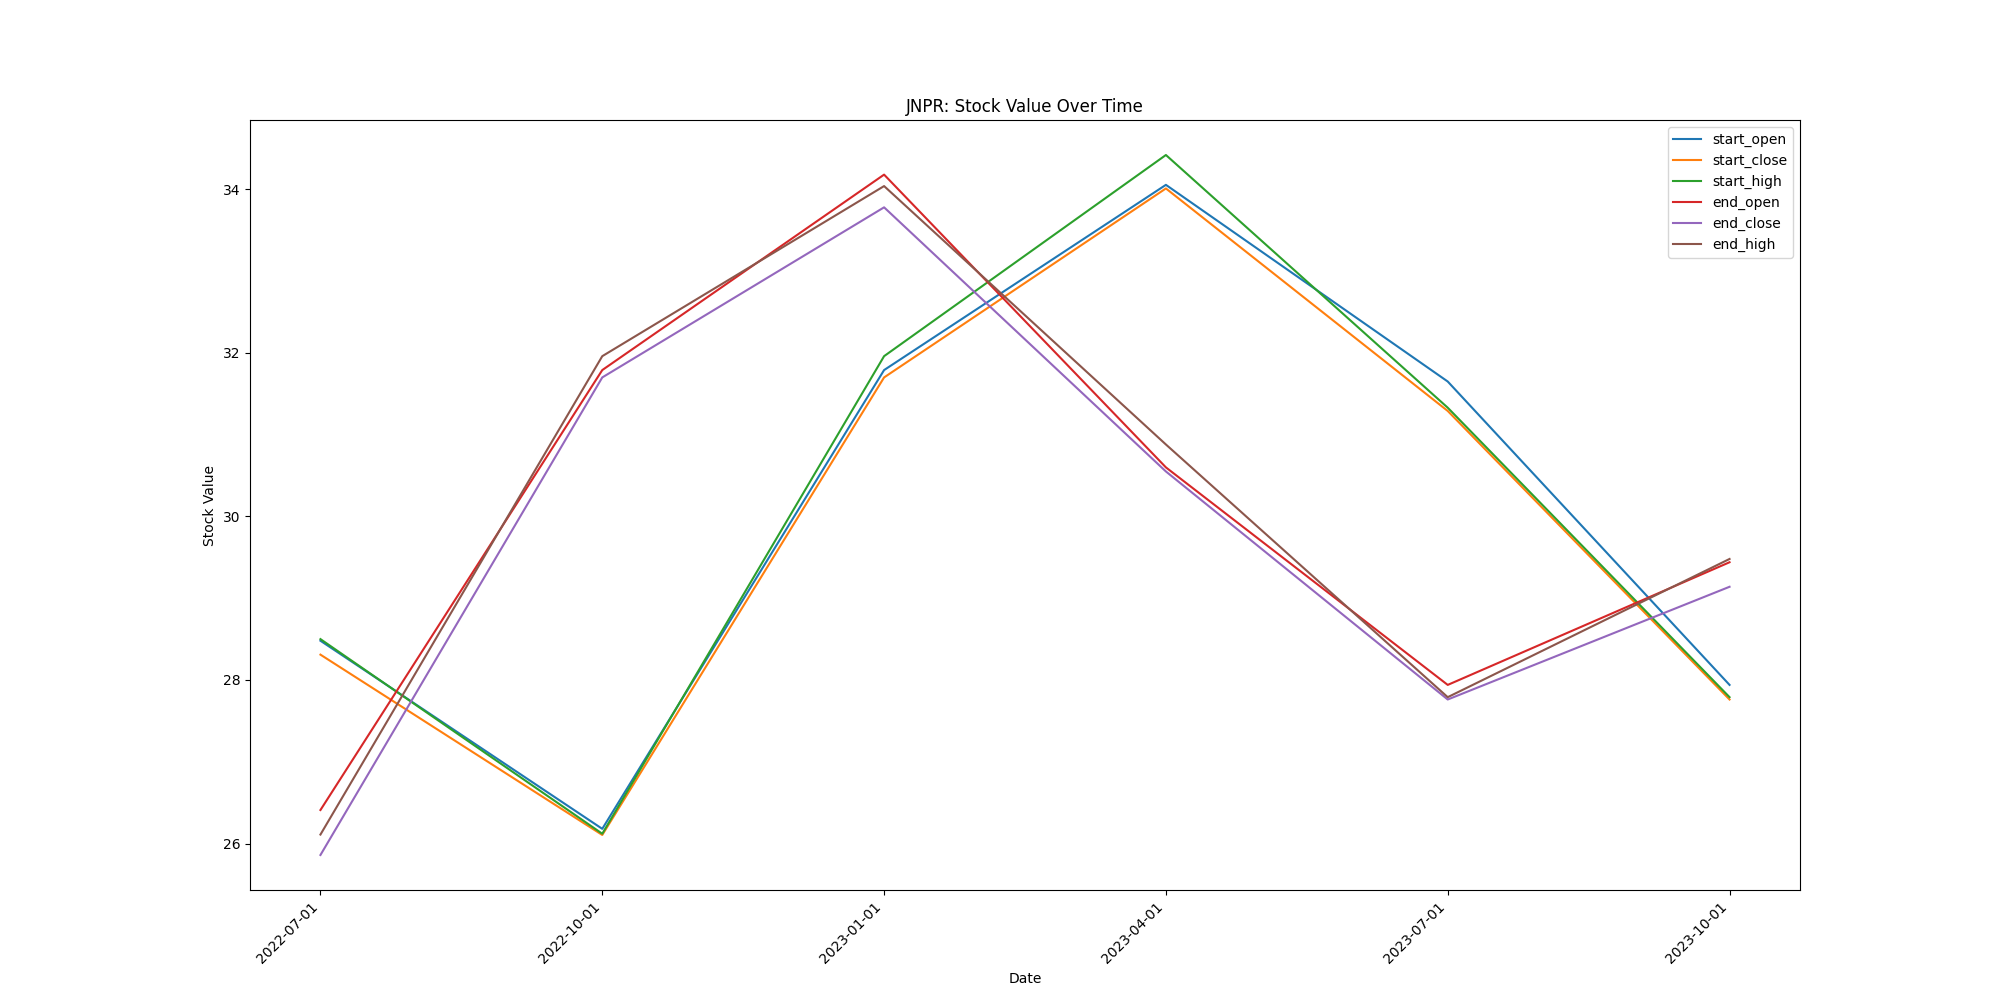 JNPR: Stock Value Over Time
start_open
start_close
start_high
end_open
end_close
end_high
Stock Value
34
32
30
28
26
2022-07-01
2022-10-01
2023-01-01
2023-04-01
2023-07-01
2023-10-01
Date